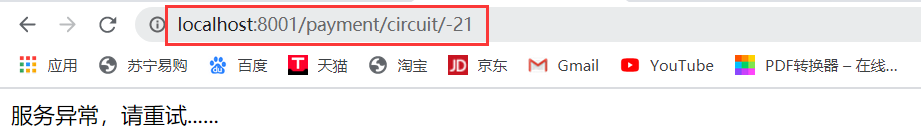 localhost:8001/payment/circuit/-21
应用 苏宁易购 百度 T 天猫 淘宝 JD 京东 Gmail YouTube PDF转换器 – 在线...
服务异常，请重试......